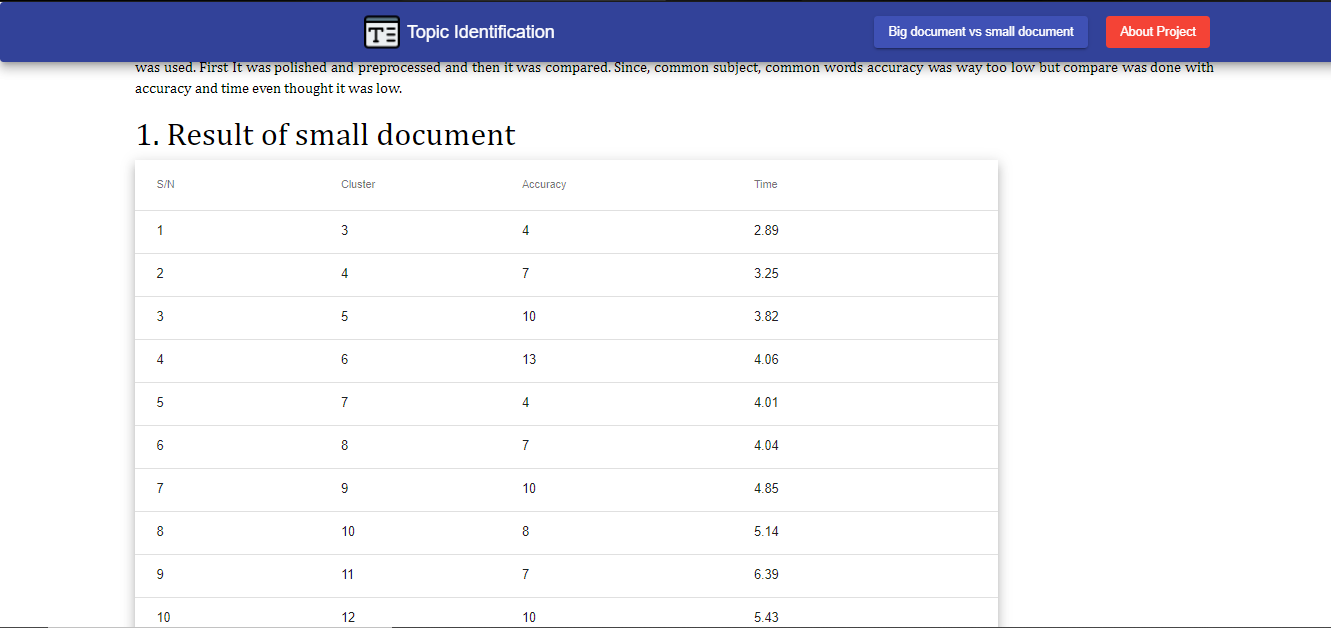 TE Topic Identification Big document vs small document About Project
was used. First It was polished and preprocessed and then it was compared. Since, common subject, common words accuracy was way too low but compare was done with
accuracy and time even thought it was low.
1. Result of small document
S/N Cluster Accuracy Time
1 3 4 2.89
2 4 7 3.25
3 5 10 3.82
4 6 13 4.06
5 7 4 4.01
6 8 7 4.04
7 9 10 4.85
8 10 8 5.14
9 11 7 6.39
10 12 10 5.43